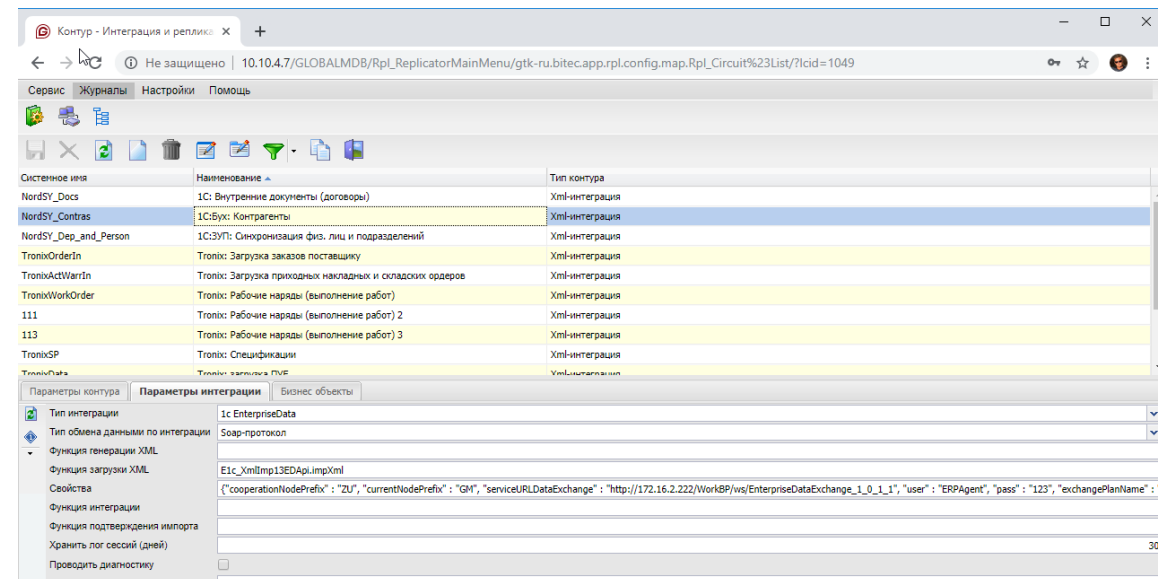 Контур - Интеграция и реплика
Не защищено | 10.10.4.7/GLOBALMDB/Rpl_ReplicatorMainMenu/gtk-ru.bitec.app.rpl.config.map.Rpl_Circuit%23List/?lcid=1049
Сервис Журналы Настройки Помощь
Системное имя Наименование Тип контура
NordSY_Docs 1С: Внутренние документы (договоры) Xml-интеграция
NordSY_Contras 1С:Бух: Контрагенты Xml-интеграция
NordSY_Dep_and_Person 1С:ЗУП: Синхронизация физ. лиц и подразделений Xml-интеграция
TronixOrderIn Tronix: Загрузка заказов поставщику Xml-интеграция
TronixActWarrIn Tronix: Загрузка приходных накладных и складских ордеров Xml-интеграция
TronixWorkOrder Tronix: Рабочие наряды (выполнение работ) Xml-интеграция
111 Tronix: Рабочие наряды (выполнение работ) 2 Xml-интеграция
113 Tronix: Рабочие наряды (выполнение работ) 3 Xml-интеграция
TronixSP Tronix: Спецификации Xml-интеграция
TronixData Tronix: загрузка Xml-интеграция
Параметры контура Параметры интеграции Бизнес объекты
Тип интеграции 1c EnterpriseData
Тип обмена данными по интеграции Soap-протокол
Функция генерации XML
Функция загрузки XML E1c_XmlImp13EDApi.impXml
Свойства {"cooperationNodePrefix" : "ZU", "currentNodePrefix" : "GM", "serviceURLDataExchange" : "http://172.16.2.222/WorkBP/ws/EnterpriseDataExchange_1_0_1_1", "user" : "ERPAgent", "pass" : "123", "exchangePlanName" : "
Функция интеграции
Функция подтверждения импорта
Хранить лог сессий (дней) 30
Проводить диагностику